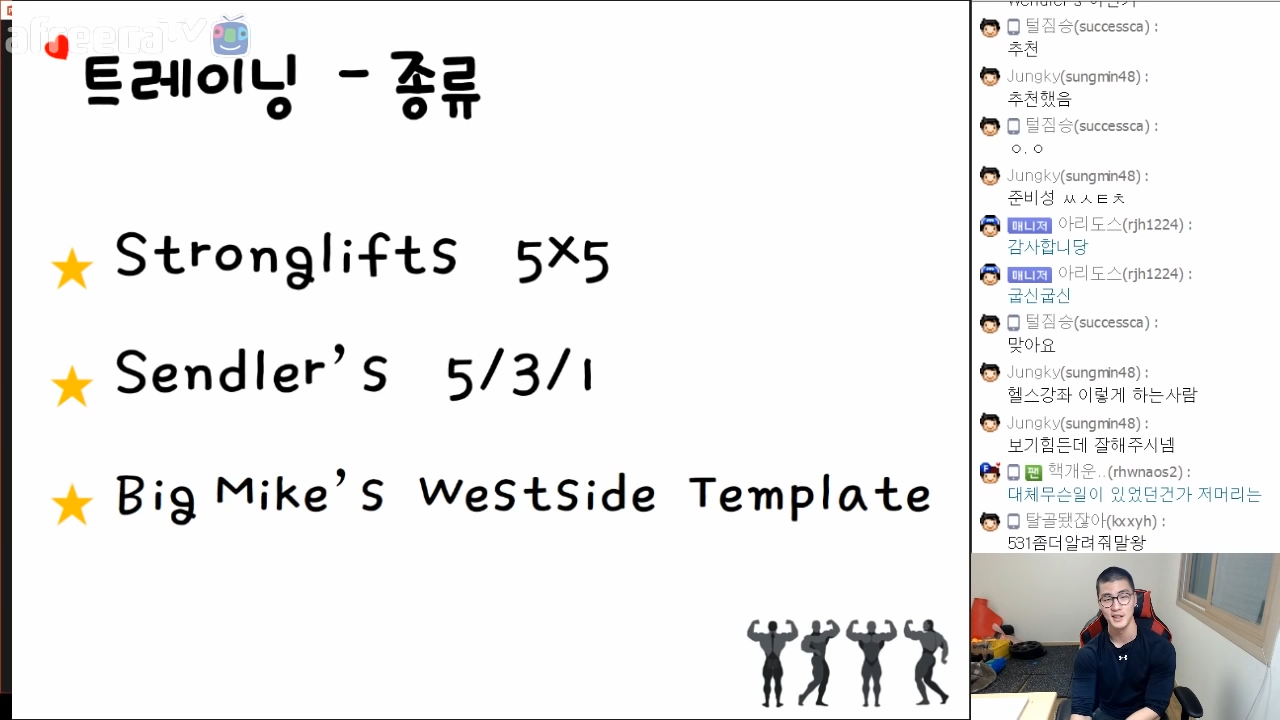 afreeca TV
트레이닝 - 종류
Stronglifts 5×5
Sendler's 5/3/1
Big Mike's Westside Template
털짐승(successca) :
추천
Jungky(sungmin48) :
추천했음
털짐승(successca) :
ㅇ.ㅇ
Jungky(sungmin48) :
준비성 ㅆㅅㅌㅊ
매니저 아리도스(rjh1224) :
감사합니당
매니저 아리도스(rjh1224) :
굽신굽신
털짐승(successca) :
맞아요
Jungky(sungmin48) :
헬스강좌 이렇게 하는사람
Jungky(sungmin48) :
보기힘든데 잘해주시넴
팬 핵개운..(rhwnaos2) :
대체무슨일이 있었던건가 저머리는
탈골됐잖아(kxxyh) :
531좀더알려줘말왕